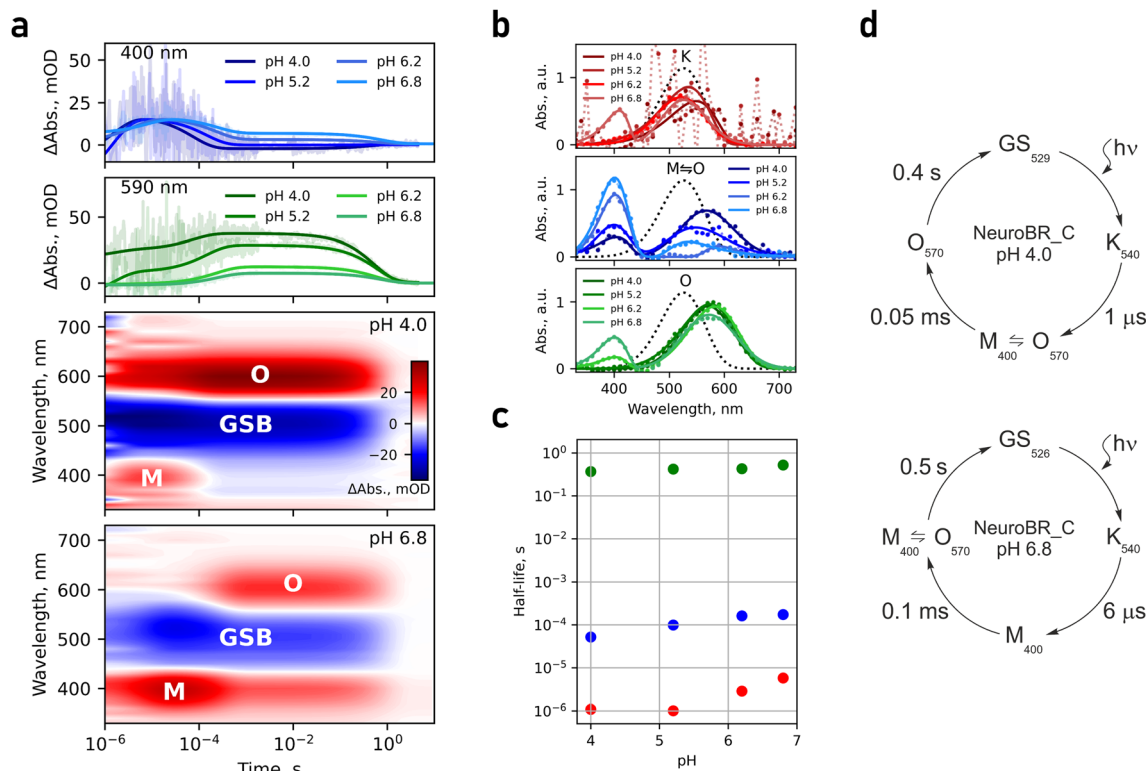 a
400 nm
pH 4.0
pH 5.2
pH 6.2
pH 6.8
ΔAbs., mOD
50
25
0
590 nm
pH 4.0
pH 5.2
pH 6.2
pH 6.8
ΔAbs., mOD
50
0
pH 4.0
O
GSB
M
20
0
−20
ΔAbs., mOD
Wavelength, nm
700
600
500
400
pH 6.8
O
GSB
M
Wavelength, nm
700
600
500
400
10⁻⁶ 10⁻⁴ 10⁻² 10⁰
Time, s
b
K
pH 4.0
pH 5.2
pH 6.2
pH 6.8
Abs., a.u.
1
0
M⇋O
pH 4.0
pH 5.2
pH 6.2
pH 6.8
Abs., a.u.
1
0
O
pH 4.0
pH 5.2
pH 6.2
pH 6.8
Abs., a.u.
1
0
400 500 600 700
Wavelength, nm
c
Half-life, s
10⁰
10⁻¹
10⁻²
10⁻³
10⁻⁴
10⁻⁵
10⁻⁶
4 5 6 7
pH
d
GS₅₂₉
hν
0.4 s
O₅₇₀
NeuroBR_C
pH 4.0
K₅₄₀
0.05 ms
1 μs
M₄₀₀ ⇋ O₅₇₀
GS₅₂₆
hν
0.5 s
M₄₀₀ ⇋ O₅₇₀
NeuroBR_C
pH 6.8
K₅₄₀
0.1 ms
6 μs
M₄₀₀